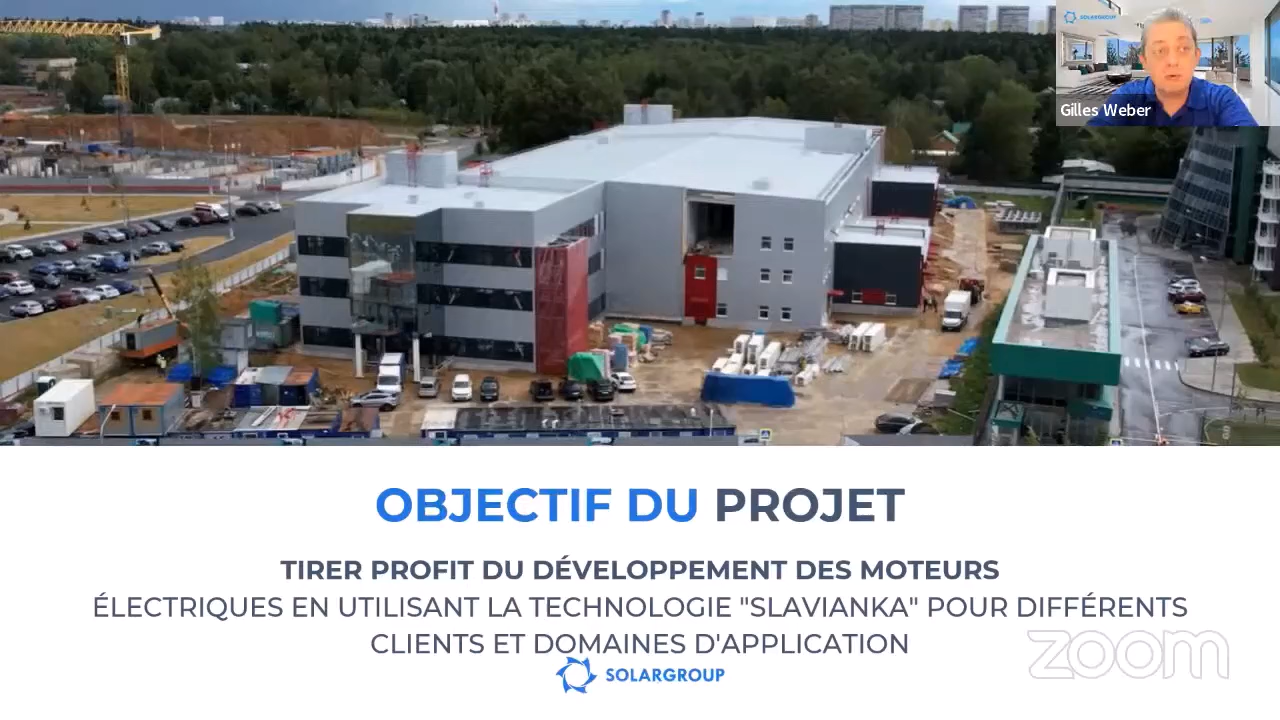 SOLARGROUP
Gilles Weber
OBJECTIF DU PROJET
TIRER PROFIT DU DÉVELOPPEMENT DES MOTEURS
ÉLECTRIQUES EN UTILISANT LA TECHNOLOGIE "SLAVIANKA" POUR DIFFÉRENTS
CLIENTS ET DOMAINES D'APPLICATION
zoom
SOLARGROUP